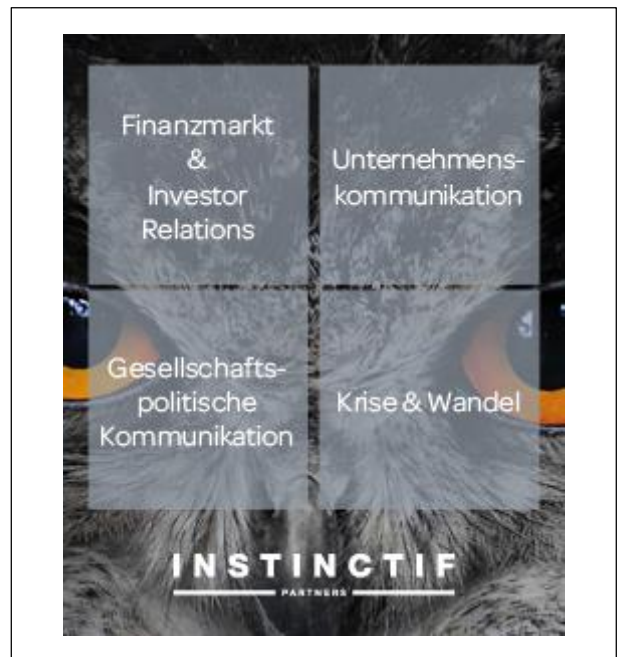 Finanzmarkt
&
Investor
Relations
Unternehmens-
kommunikation
Gesellschafts-
politische
Kommunikation
Krise & Wandel
INSTINCTIF
PARTNERS